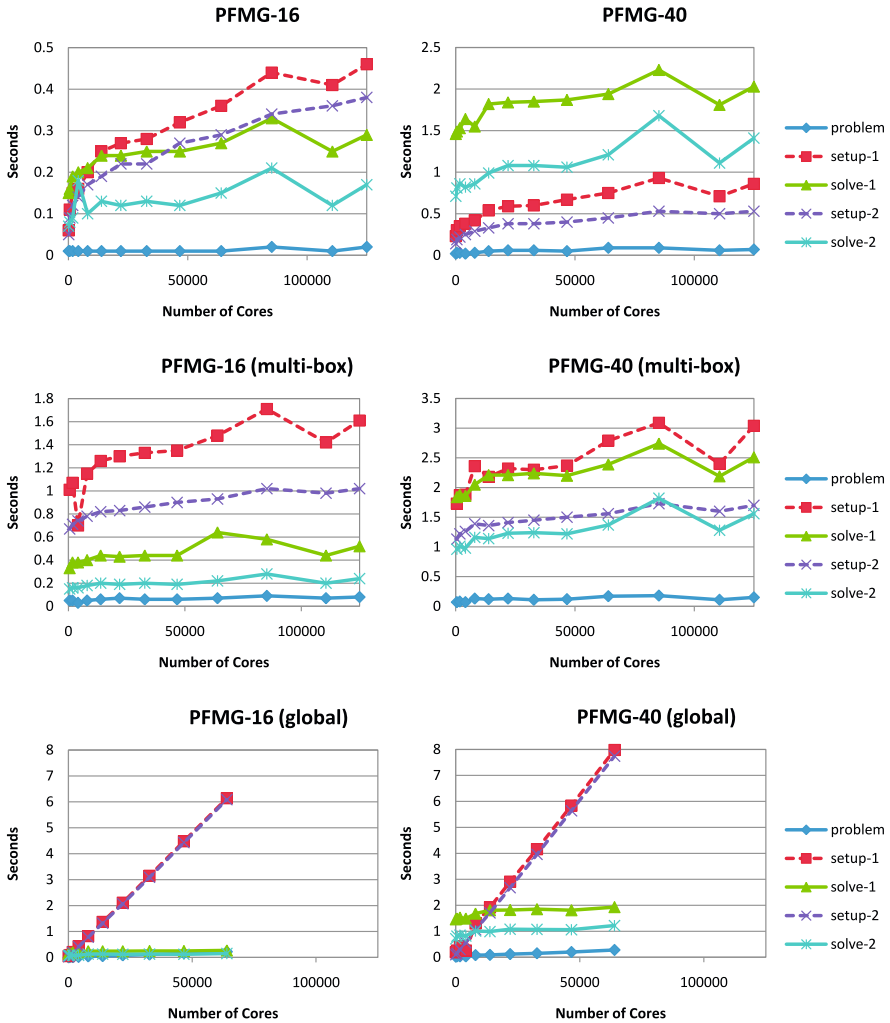 PFMG-16
0.5
0.4
0.3
0.2
0.1
0
Seconds
0 50000 100000
Number of Cores
PFMG-40
2.5
2
1.5
1
0.5
0
Seconds
0 50000 100000
Number of Cores
problem
setup-1
solve-1
setup-2
solve-2
PFMG-16 (multi-box)
1.8
1.6
1.4
1.2
1
0.8
0.6
0.4
0.2
0
Seconds
0 50000 100000
Number of Cores
PFMG-40 (multi-box)
3.5
3
2.5
2
1.5
1
0.5
0
Seconds
0 50000 100000
Number of Cores
problem
setup-1
solve-1
setup-2
solve-2
PFMG-16 (global)
8
7
6
5
4
3
2
1
0
Seconds
0 50000 100000
Number of Cores
PFMG-40 (global)
8
7
6
5
4
3
2
1
0
Seconds
0 50000 100000
Number of Cores
problem
setup-1
solve-1
setup-2
solve-2